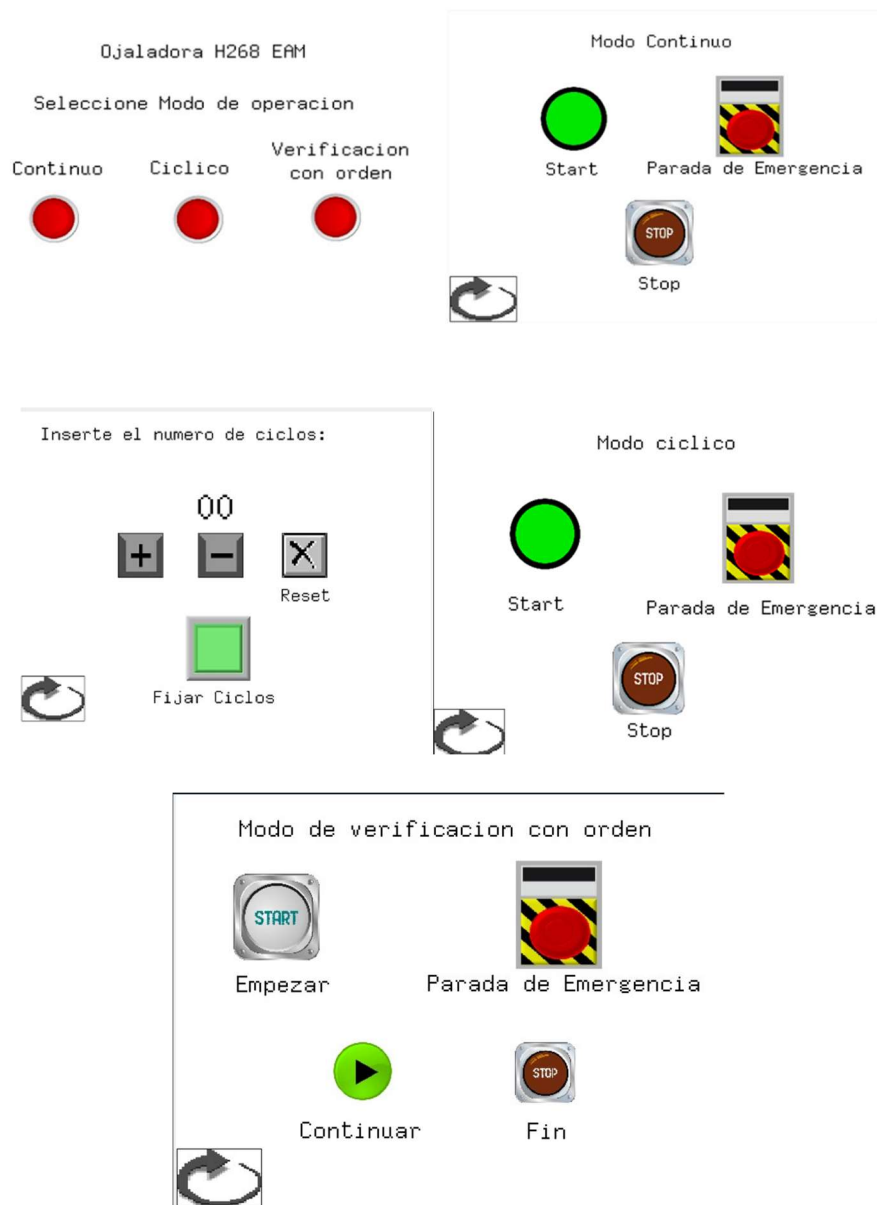 Ojaladora H268 EAM
Seleccione Modo de operacion
Continuo
Ciclico
Verificacion
con orden
Modo Continuo
Start
Parada de Emergencia
STOP
Stop
Inserte el numero de ciclos:
00
+
-
X
Reset
Fijar Ciclos
Modo ciclico
Start
Parada de Emergencia
STOP
Stop
Modo de verificacion con orden
START
Empezar
Parada de Emergencia
Continuar
STOP
Fin